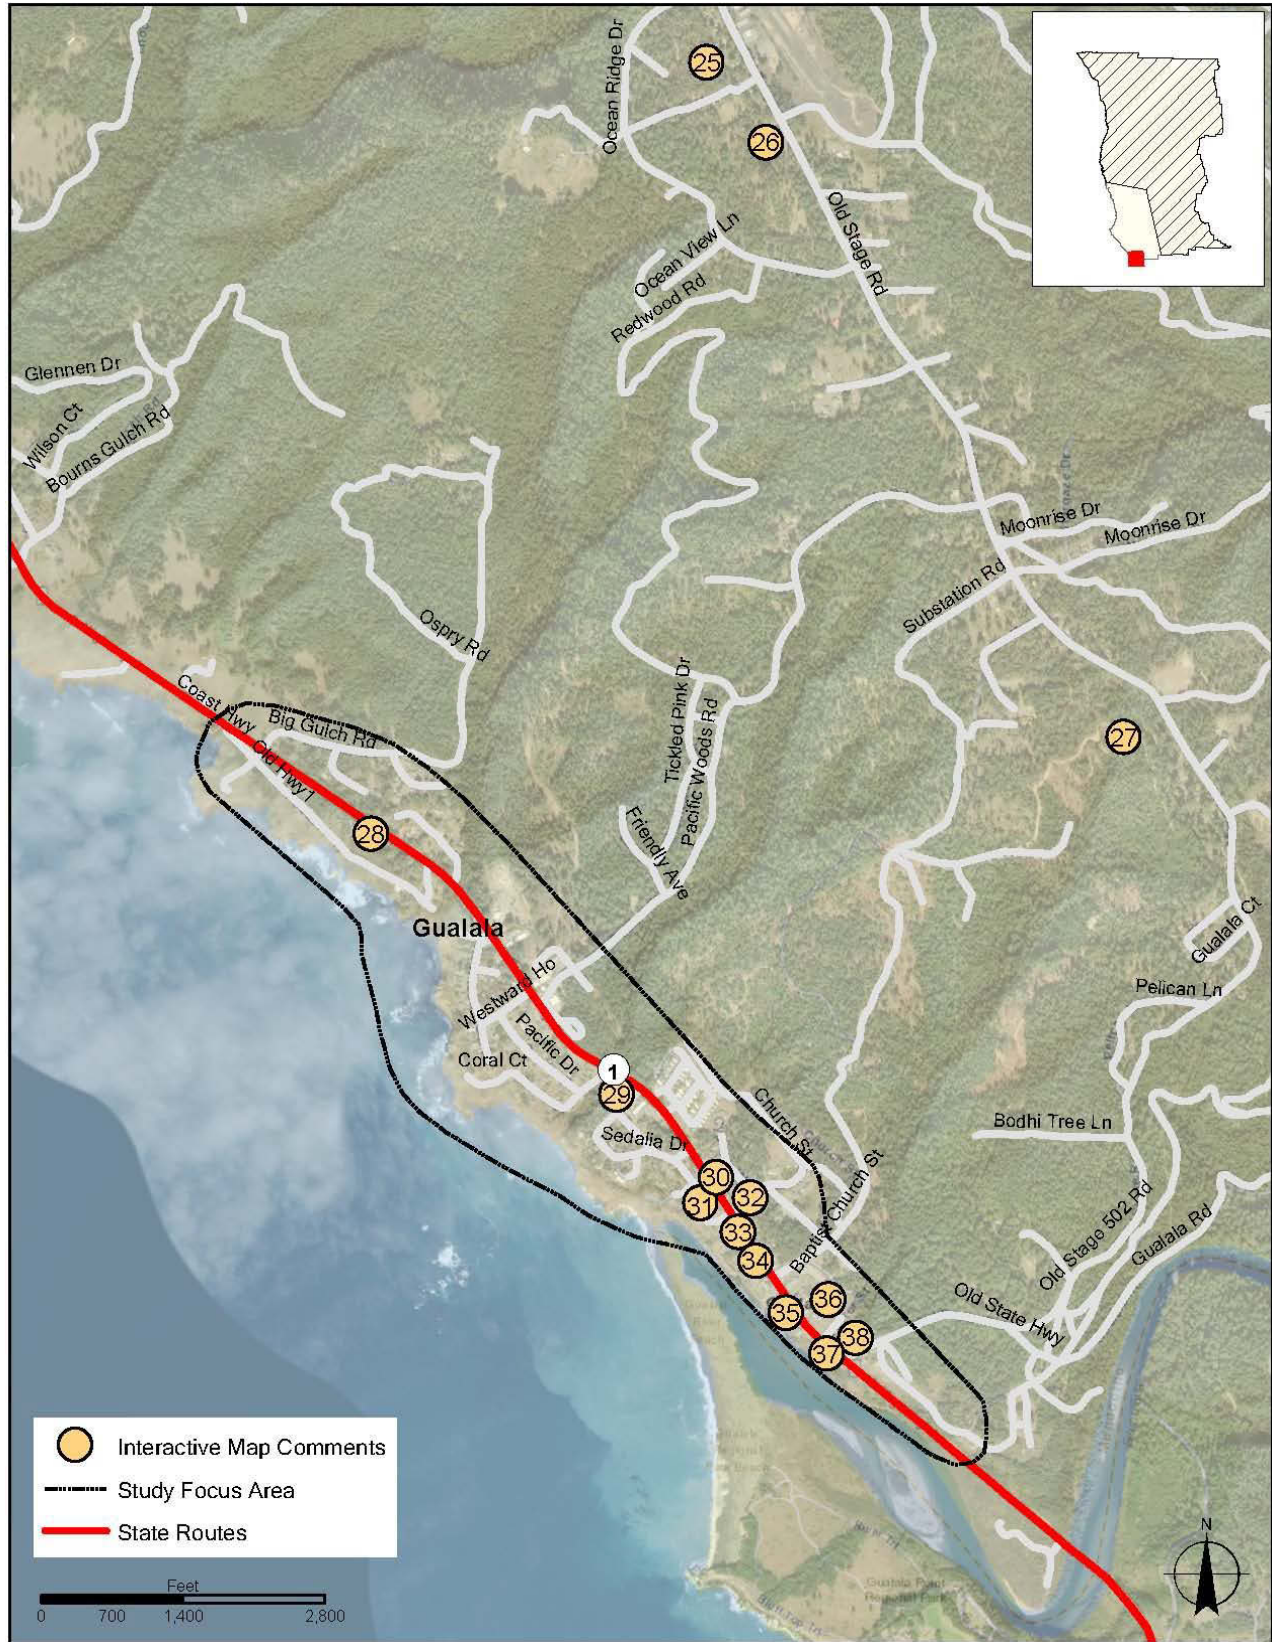 Ocean Ridge Dr
25
26
Old Stage Rd
Ocean View Ln
Redwood Rd
Glennen Dr
Wilson Ct
Bourns Gulch Rd
Moonrise Dr
Moonrise Dr
Substation Rd
Ospry Rd
Tickled Pink Dr
Pacific Woods Rd
Friendly Ave
Coast Hwy
Big Gulch Rd
Old Hwy1
27
28
Gualala
Gualala Ct
Pelican Ln
Westward Ho
Pacific Dr
Coral Ct
1
29
Church St
Bodhi Tree Ln
Sedalia Dr
30
31
32
33
34
Baptist Church St
Old Stage 502 Rd
Gualala Rd
35
36
Old State Hwy
37
38
Interactive Map Comments
Study Focus Area
State Routes
Feet
0 700 1,400 2,800
N
Gualala Point
Regional Park